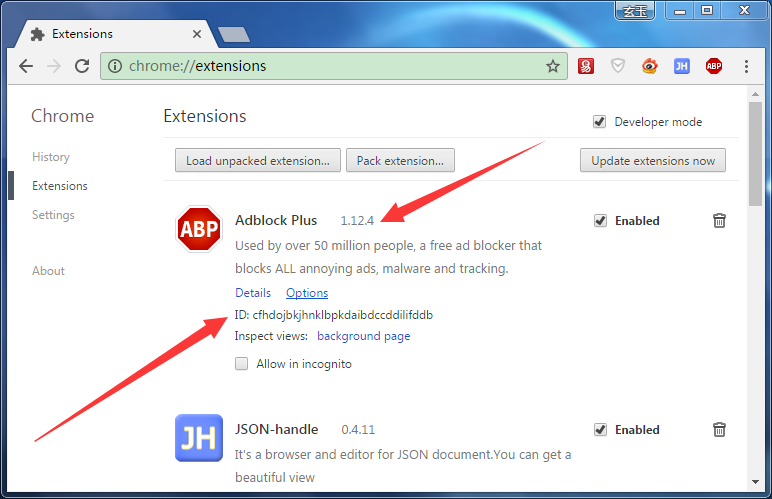 玄玉
Extensions
chrome://extensions
JH
ABP
Chrome
Extensions
Developer mode
History
Load unpacked extension...
Pack extension...
Update extensions now
Extensions
Settings
ABP
Adblock Plus 1.12.4
Enabled
Used by over 50 million people, a free ad blocker that
blocks ALL annoying ads, malware and tracking.
About
Details Options
ID: cfhdojbkjhnklbpkdaibdccddilifddb
Inspect views: background page
Allow in incognito
JH
JSON-handle 0.4.11
Enabled
It's a browser and editor for JSON document.You can get a
beautiful view